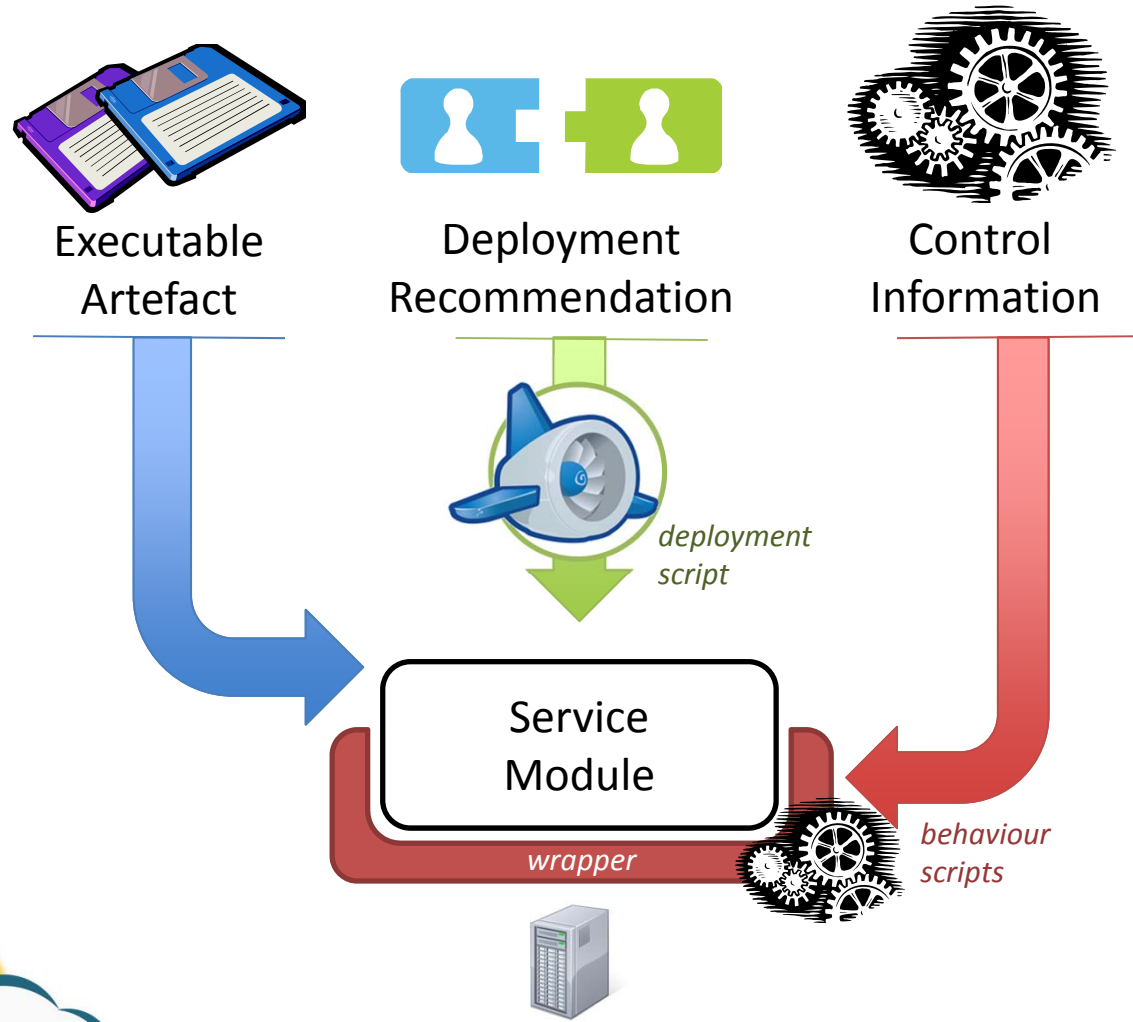 Executable
Artefact
Deployment
Recommendation
Control
Information
deployment
script
Service
Module
wrapper
behaviour
scripts